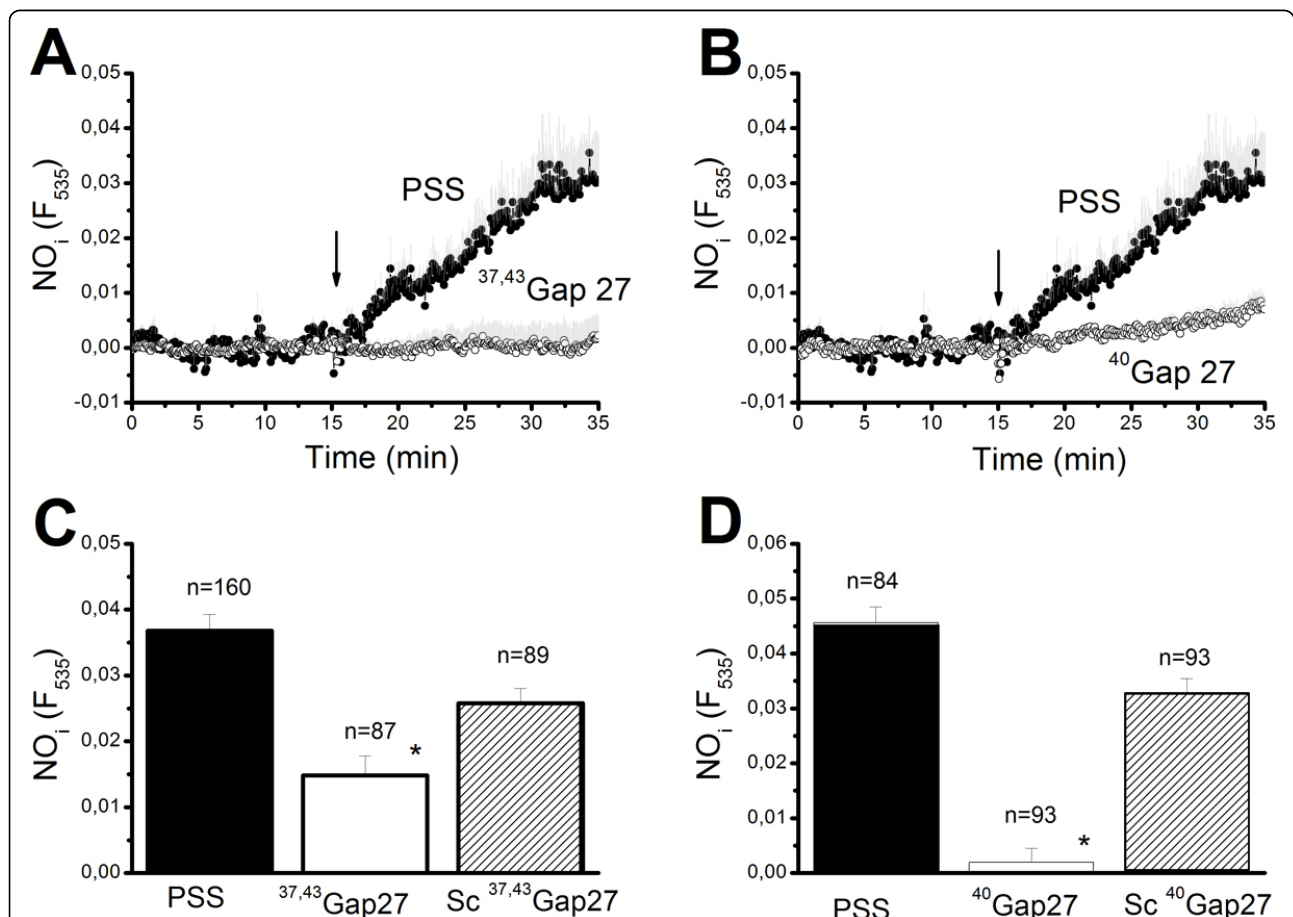 A
0,05
0,04
0,03
0,02
0,01
0,00
-0,01
NOi (F535)
PSS
37,43Gap 27
0 5 10 15 20 25 30 35
Time (min)
B
0,05
0,04
0,03
0,02
0,01
0,00
-0,01
NOi (F535)
PSS
40Gap 27
0 5 10 15 20 25 30 35
Time (min)
C
0,05
0,04
0,03
0,02
0,01
0,00
NOi (F535)
n=160
n=87
*
n=89
PSS 37,43Gap27 Sc 37,43Gap27
D
0,06
0,05
0,04
0,03
0,02
0,01
0,00
NOi (F535)
n=84
n=93
*
n=93
PSS 40Gap27 Sc 40Gap27